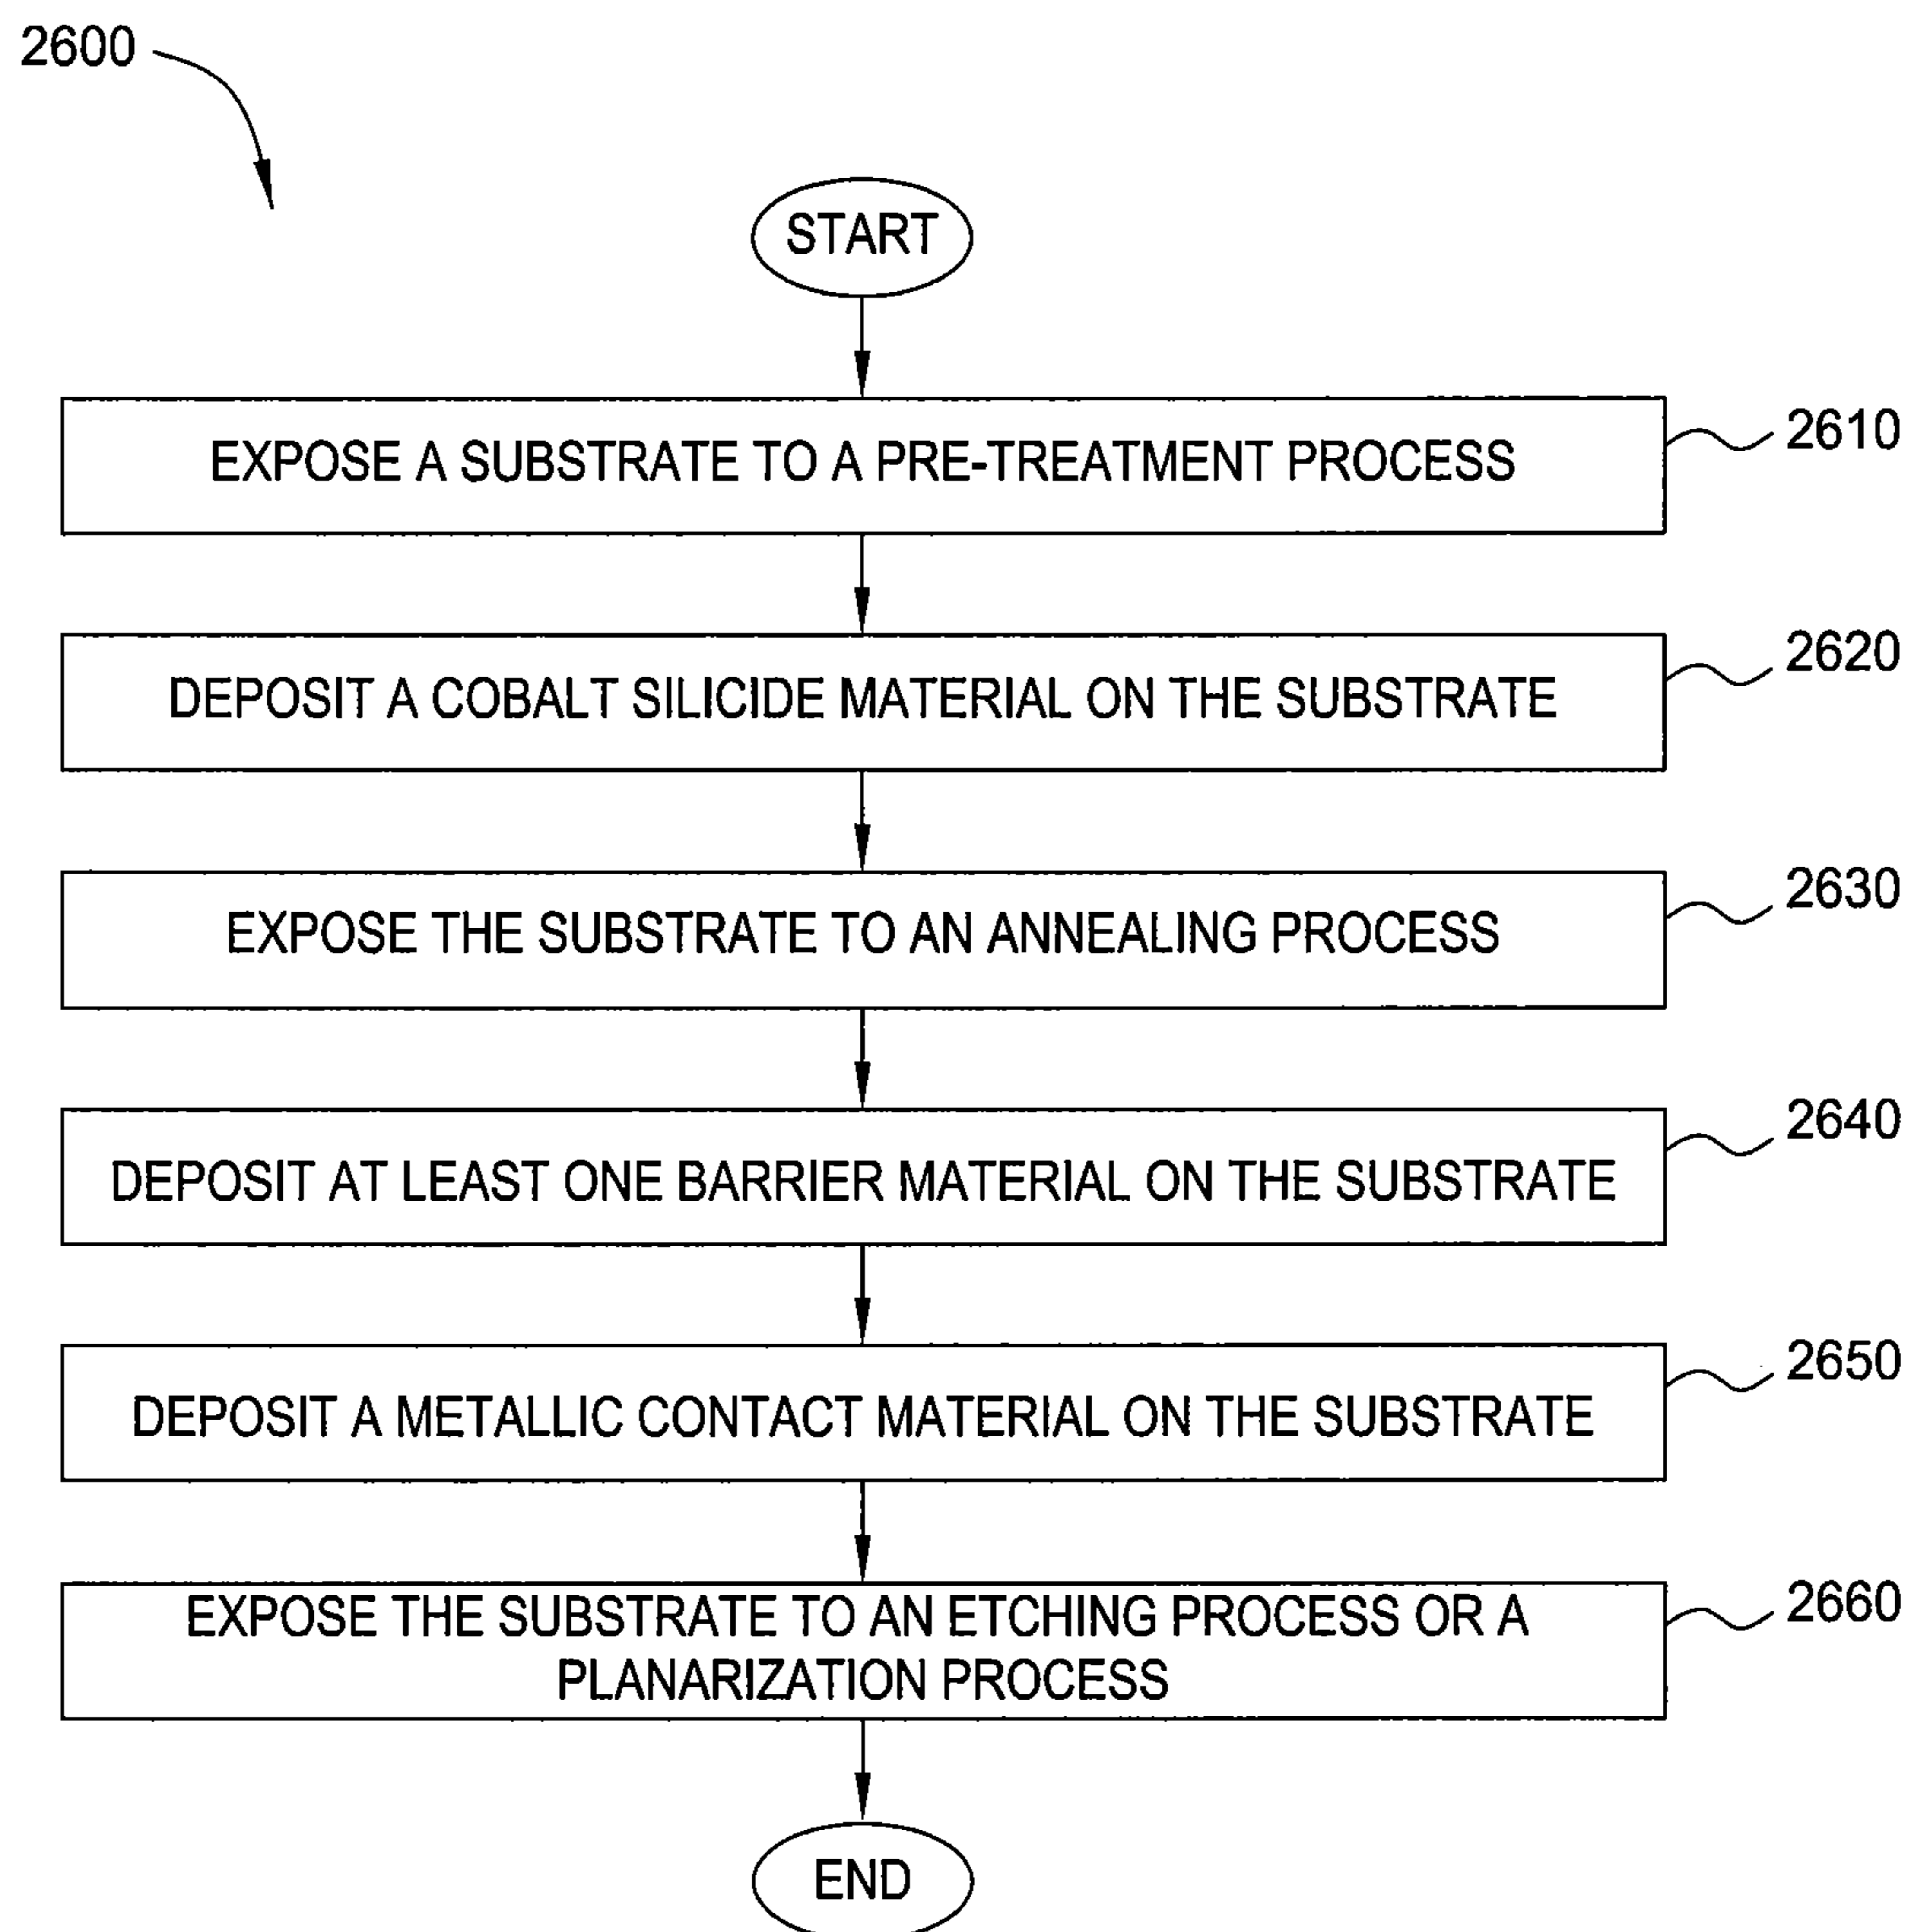 2600
START
EXPOSE A SUBSTRATE TO A PRE-TREATMENT PROCESS
2610
DEPOSIT A COBALT SILICIDE MATERIAL ON THE SUBSTRATE
2620
EXPOSE THE SUBSTRATE TO AN ANNEALING PROCESS
2630
DEPOSIT AT LEAST ONE BARRIER MATERIAL ON THE SUBSTRATE
2640
DEPOSIT A METALLIC CONTACT MATERIAL ON THE SUBSTRATE
2650
EXPOSE THE SUBSTRATE TO AN ETCHING PROCESS OR A
PLANARIZATION PROCESS
2660
END